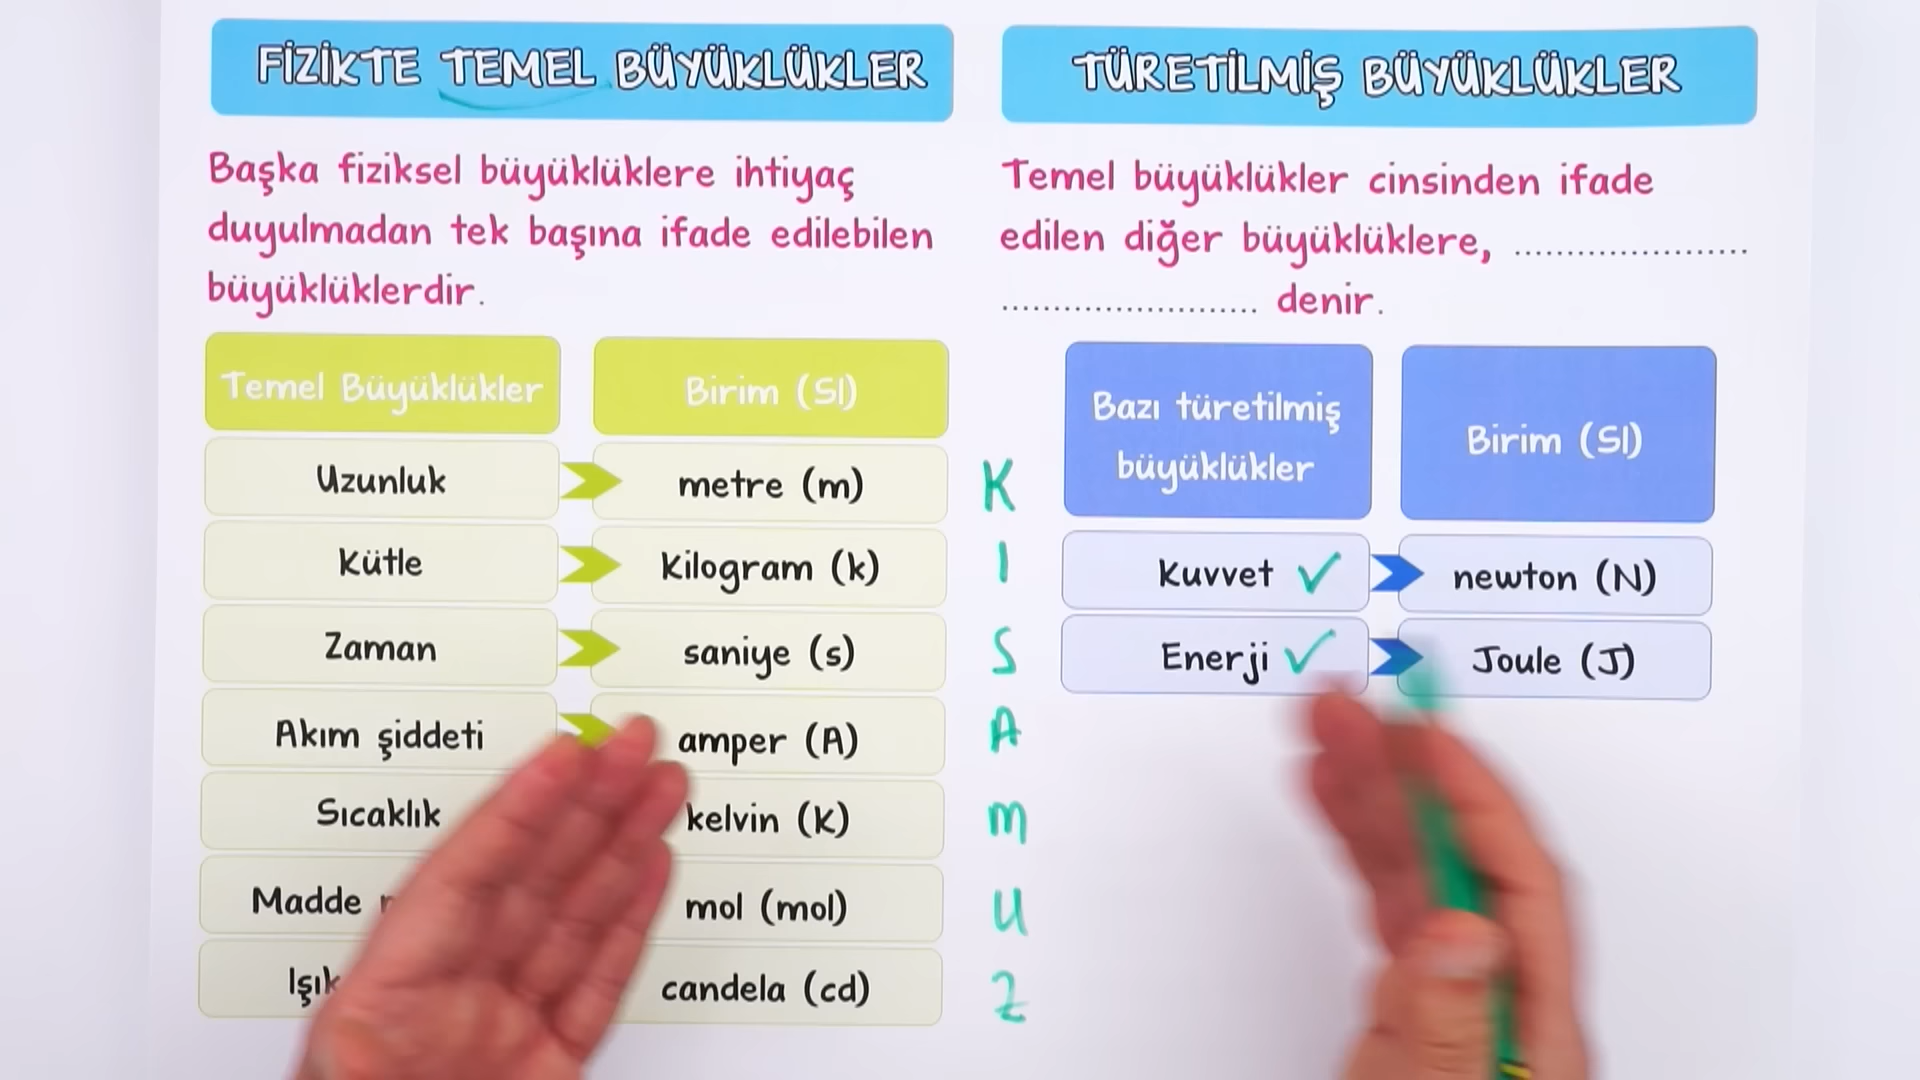 FİZİKTE TEMEL BÜYÜKLÜKLER
Başka fiziksel büyüklüklere ihtiyaç
duyulmadan tek başına ifade edilebilen
büyüklüklerdir.
Temel Büyüklükler
Birim (SI)
Uzunluk
metre (m)
Kütle
Kilogram (k)
Zaman
saniye (s)
Akım şiddeti
amper (A)
Sıcaklık
kelvin (K)
Madde
mol (mol)
candela (cd)
K
I
S
A
M
U
Z
TÜRETİLMİŞ BÜYÜKLÜKLER
Temel büyüklükler cinsinden ifade
edilen diğer büyüklüklere, ......................
......................... denir.
Bazı türetilmiş
büyüklükler
Birim (SI)
Kuvvet ✓
newton (N)
Enerji ✓
Joule (J)